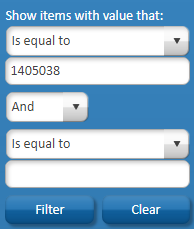 Show items with value that:
Is equal to
1405038
And
Is equal to
Filter Clear